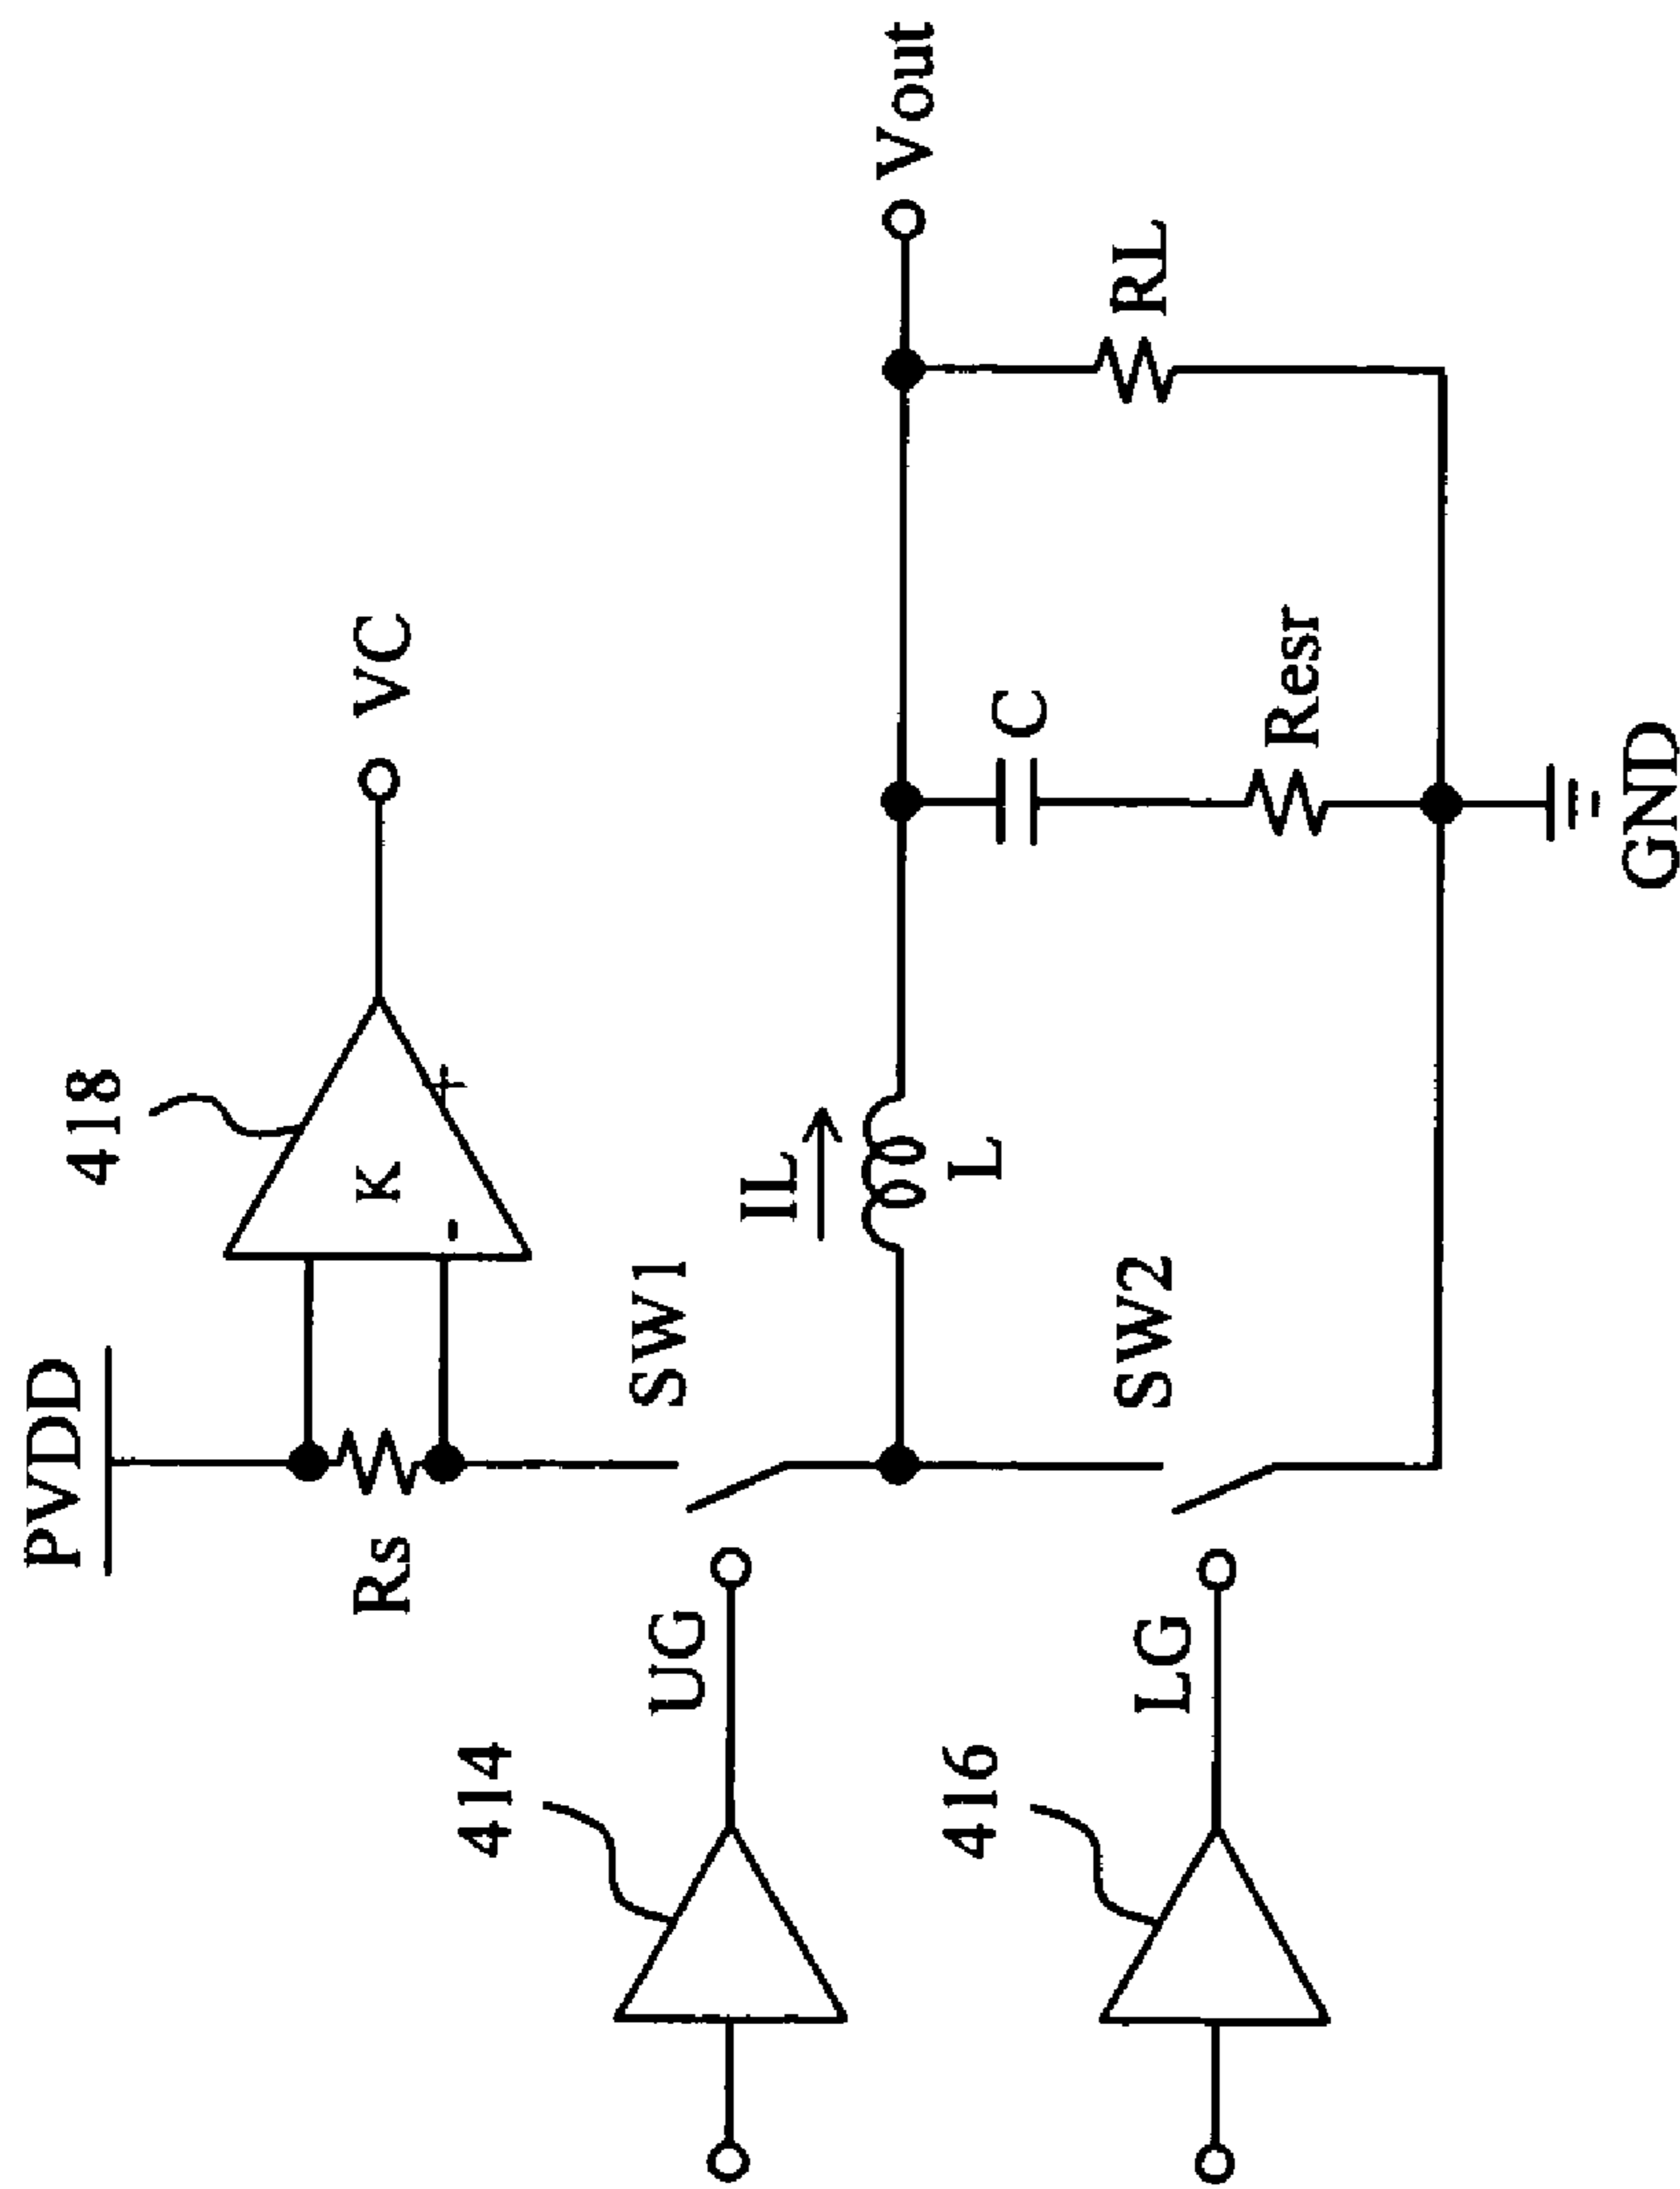 PVDD
418
Rs
K
-
+
VC
414
UG
SW1
IL
L
Vout
C
416
LG
SW2
Resr
RL
GND